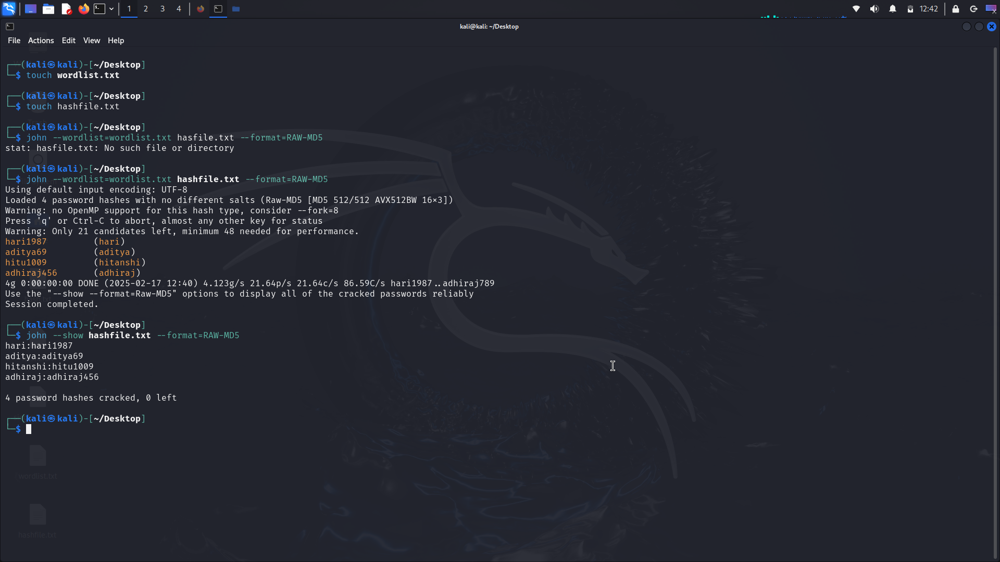 1 2 3 4 12:42
kali@kali: ~/Desktop
File Actions Edit View Help
┌──(kali㉿kali)-[~/Desktop]
└─$ touch wordlist.txt
┌──(kali㉿kali)-[~/Desktop]
└─$ touch hashfile.txt
┌──(kali㉿kali)-[~/Desktop]
└─$ john --wordlist=wordlist.txt hasfile.txt --format=RAW-MD5
stat: hasfile.txt: No such file or directory
┌──(kali㉿kali)-[~/Desktop]
└─$ john --wordlist=wordlist.txt hashfile.txt --format=RAW-MD5
Using default input encoding: UTF-8
Loaded 4 password hashes with no different salts (Raw-MD5 [MD5 512/512 AVX512BW 16×3])
Warning: no OpenMP support for this hash type, consider --fork=8
Press 'q' or Ctrl-C to abort, almost any other key for status
Warning: Only 21 candidates left, minimum 48 needed for performance.
hari1987         (hari)
aditya69         (aditya)
hitu1009         (hitanshi)
adhiraj456       (adhiraj)
4g 0:00:00:00 DONE (2025-02-17 12:40) 4.123g/s 21.64p/s 21.64c/s 86.59C/s hari1987..adhiraj789
Use the "--show --format=Raw-MD5" options to display all of the cracked passwords reliably
Session completed.
┌──(kali㉿kali)-[~/Desktop]
└─$ john --show hashfile.txt --format=RAW-MD5
hari:hari1987
aditya:aditya69
hitanshi:hitu1009
adhiraj:adhiraj456
4 password hashes cracked, 0 left
┌──(kali㉿kali)-[~/Desktop]
└─$
wordlist.txt
hashfile.txt